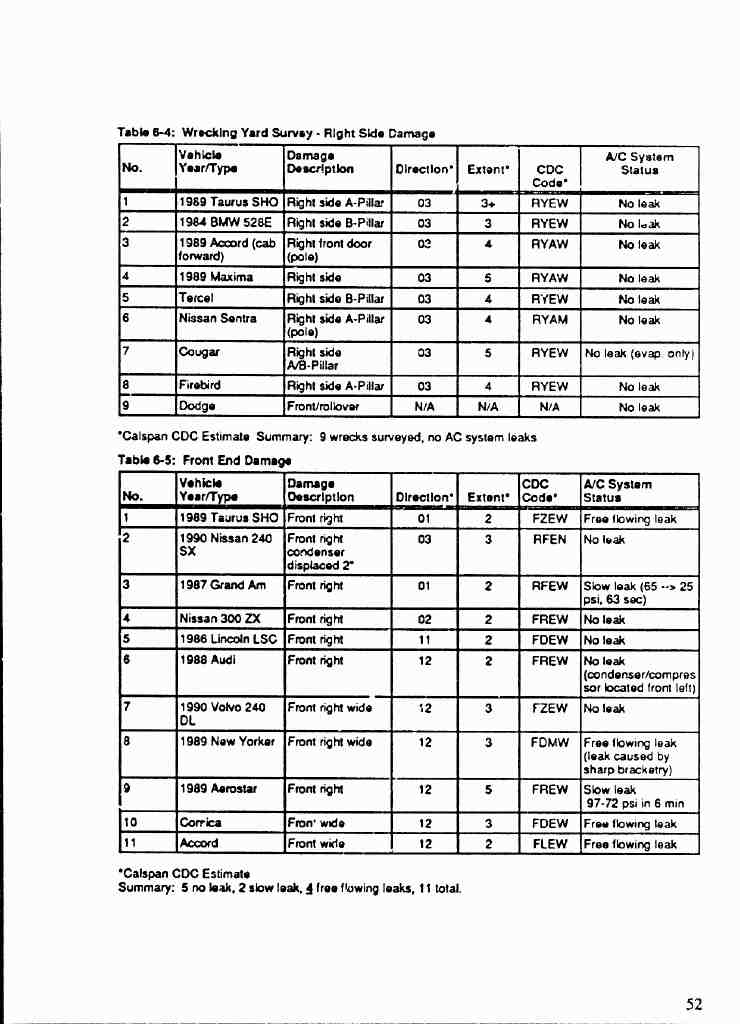 Table 6-4: Wrecking Yard Survey - Right Side Damage
No. Vehicle Year/Type Damage Description Direction* Extent* CDC Code* A/C System Status
1 1989 Taurus SHO Right side A-Pillar 03 3+ RYEW No leak
2 1984 BMW 528E Right side B-Pillar 03 3 RYEW No leak
3 1989 Accord (cab Right front door 03 4 RYAW No leak
forward) (pole)
4 1989 Maxima Right side 03 5 RYAW No leak
5 Tercel Right side B-Pillar 03 4 RYEW No leak
6 Nissan Sentra Right side A-Pillar 03 4 RYAM No leak
(pole)
7 Cougar Right side 03 5 RYEW No leak (evap. only)
A/B-Pillar
8 Firebird Right side A-Pillar 03 4 RYEW No leak
9 Dodge Front/rollover N/A N/A N/A No leak
*Calspan CDC Estimate Summary: 9 wrecks surveyed, no AC system leaks
Table 6-5: Front End Damage
No. Vehicle Year/Type Damage Description Direction* Extent* CDC Code* A/C System Status
1 1989 Taurus SHO Front right 01 2 FZEW Free flowing leak
2 1990 Nissan 240 Front right 03 3 RFEN No leak
SX condenser
displaced 2"
3 1987 Grand Am Front right 01 2 RFEW Slow leak (65 --> 25
psi, 63 sec)
4 Nissan 300 ZX Front right 02 2 FREW No leak
5 1986 Lincoln LSC Front right 11 2 FDEW No leak
6 1988 Audi Front right 12 2 FREW No leak
(condenser/compres
sor located front left)
7 1990 Volvo 240 Front right wide 12 3 FZEW No leak
DL
8 1989 New Yorker Front right wide 12 3 FDMW Free flowing leak
(leak caused by
sharp bracketry)
9 1989 Aerostar Front right 12 5 FREW Slow leak
97-72 psi in 6 min
10 Corrica Front wide 12 3 FDEW Free flowing leak
11 Accord Front wide 12 2 FLEW Free flowing leak
*Calspan CDC Estimate
Summary: 5 no leak, 2 slow leak, 4 free flowing leaks, 11 total.
52